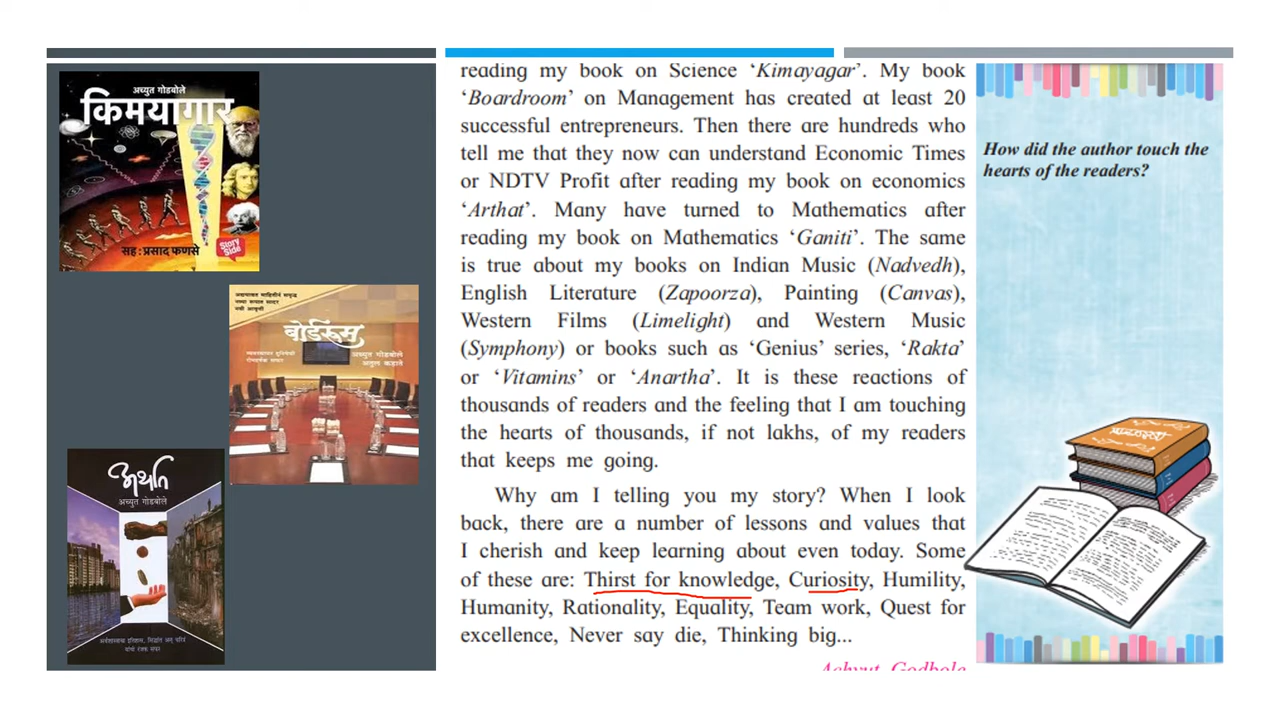 अच्युत गोडबोले
किमयागार
सह: प्रसाद फणसे
Story
Side
बोर्डरूम
अच्युत गोडबोले
अतुल कहाते
अर्थात
अच्युत गोडबोले
reading my book on Science ‘Kimayagar’. My book
‘Boardroom’ on Management has created at least 20
successful entrepreneurs. Then there are hundreds who
tell me that they now can understand Economic Times
or NDTV Profit after reading my book on economics
‘Arthat’. Many have turned to Mathematics after
reading my book on Mathematics ‘Ganiti’. The same
is true about my books on Indian Music (Nadvedh),
English Literature (Zapoorza), Painting (Canvas),
Western Films (Limelight) and Western Music
(Symphony) or books such as ‘Genius’ series, ‘Rakta’
or ‘Vitamins’ or ‘Anartha’. It is these reactions of
thousands of readers and the feeling that I am touching
the hearts of thousands, if not lakhs, of my readers
that keeps me going.
Why am I telling you my story? When I look
back, there are a number of lessons and values that
I cherish and keep learning about even today. Some
of these are: Thirst for knowledge, Curiosity, Humility,
Humanity, Rationality, Equality, Team work, Quest for
excellence, Never say die, Thinking big...
Achyut Godbole
How did the author touch the
hearts of the readers?